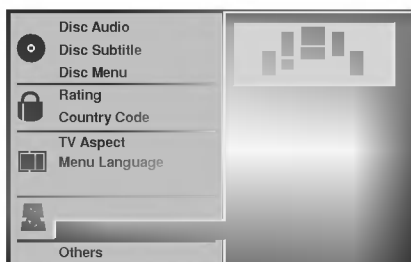 Disc Audio
Disc Subtitle
Disc Menu
Rating
Country Code
TV Aspect
Menu Language
Others